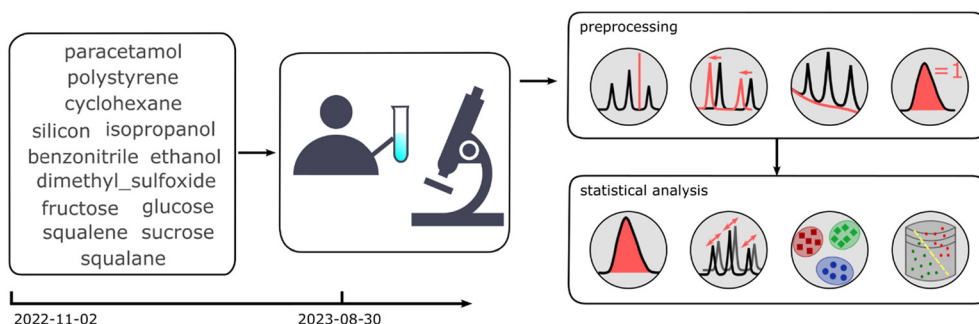 paracetamol
polystyrene
cyclohexane
silicon isopropanol
benzonitrile ethanol
dimethyl_sulfoxide
fructose glucose
squalene sucrose
squalane
2022-11-02 2023-08-30
preprocessing
=1
statistical analysis